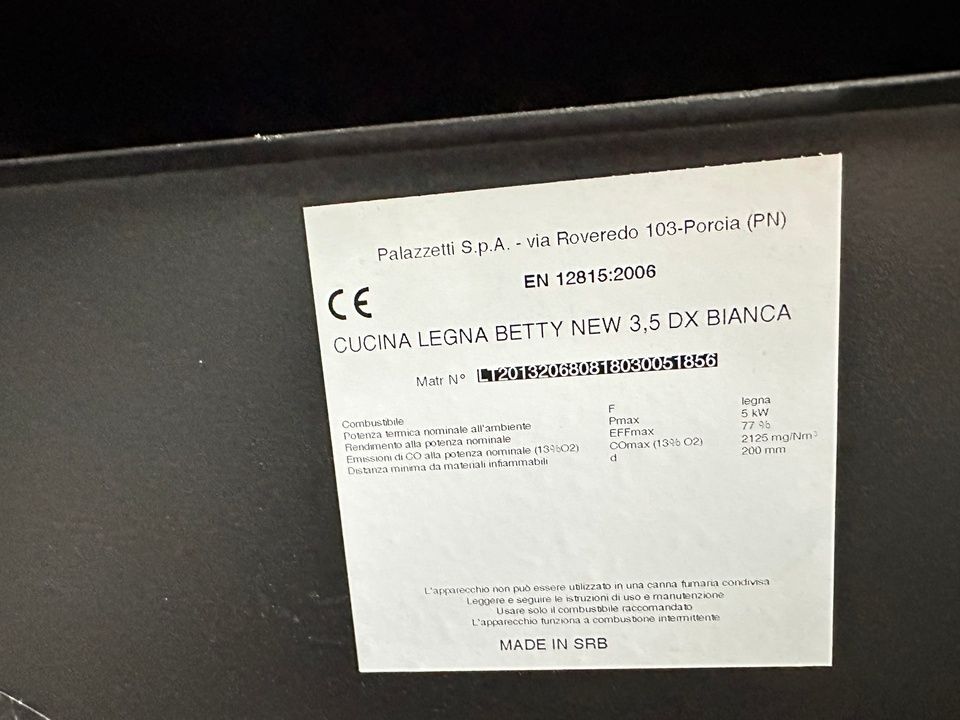 Palazzetti S.p.A. - via Roveredo 103-Porcia (PN)
EN 12815:2006
CE
CUCINA LEGNA BETTY NEW 3,5 DX BIANCA
Matr N° LT201320680818030051856
Combustibile F legna
Potenza termica nominale all'ambiente Pmax 5 kW
Rendimento alla potenza nominale EFFmax 77 %
Emissioni di CO alla potenza nominale (13%O2) COmax (13% O2) 2125 mg/Nm³
Distanza minima da materiali infiammabili d 200 mm
L'apparecchio non può essere utilizzato in una canna fumaria condivisa
Leggere e seguire le istruzioni di uso e manutenzione
Usare solo il combustibile raccomandato
L'apparecchio funziona a combustione intermittente
MADE IN SRB